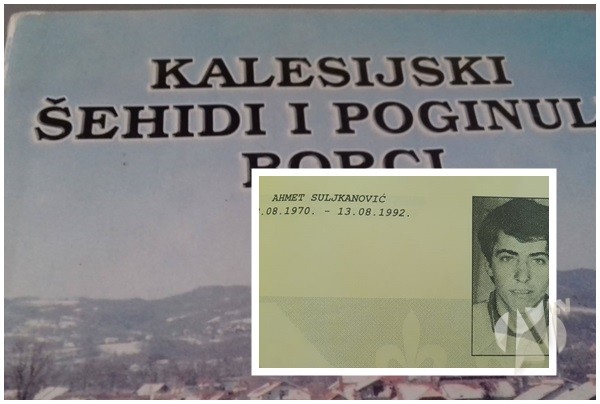 KALESIJSKI
ŠEHIDI I POGINUL
BORCI
AHMET SULJKANOVIĆ
.08.1970. - 13.08.1992.